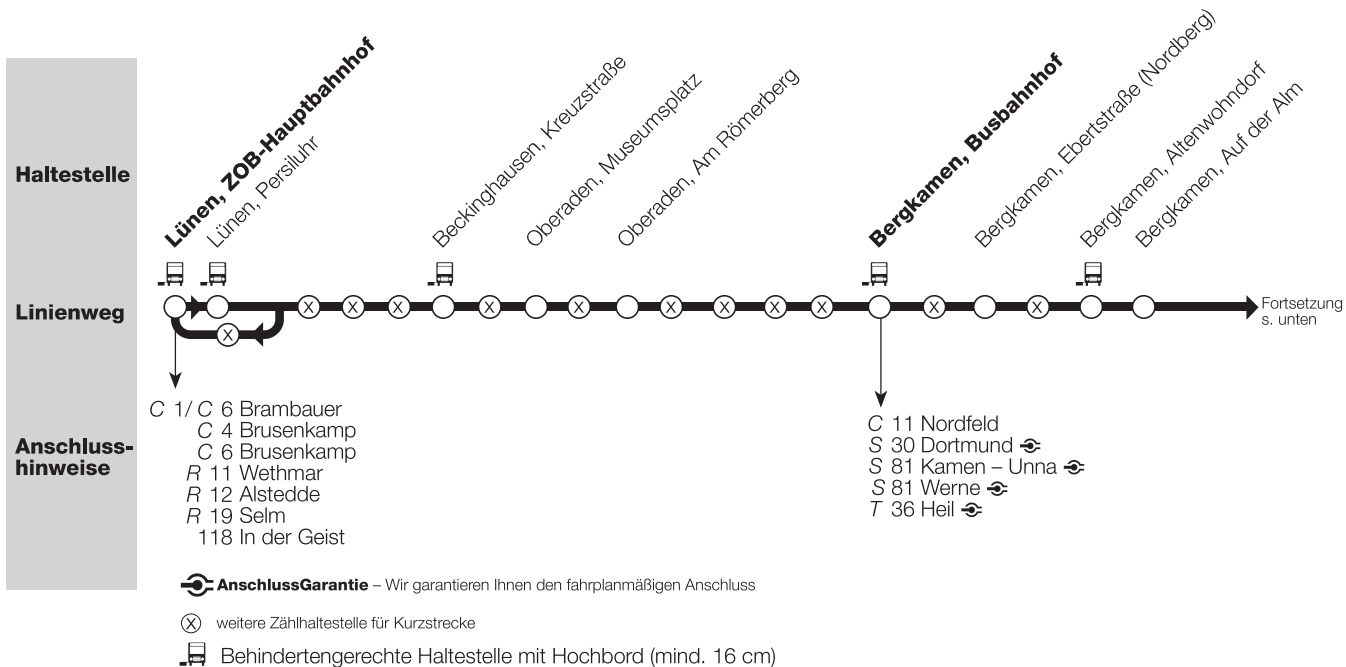 Haltestelle
Lünen, ZOB-Hauptbahnhof
Lünen, Persiluhr
Beckinghausen, Kreuzstraße
Oberaden, Museumsplatz
Oberaden, Am Römerberg
Bergkamen, Busbahnhof
Bergkamen, Ebertstraße (Nordberg)
Bergkamen, Altenwohndorf
Bergkamen, Auf der Alm
Linienweg
X X X X X X X X X X
X
Fortsetzung
s. unten
Anschluss-
hinweise
C 1/ C 6 Brambauer
C 4 Brusenkamp
C 6 Brusenkamp
R 11 Wethmar
R 12 Alstedde
R 19 Selm
118 In der Geist
C 11 Nordfeld
S 30 Dortmund
S 81 Kamen – Unna
S 81 Werne
T 36 Heil
AnschlussGarantie – Wir garantieren Ihnen den fahrplanmäßigen Anschluss
X weitere Zählhaltestelle für Kurzstrecke
Behindertengerechte Haltestelle mit Hochbord (mind. 16 cm)